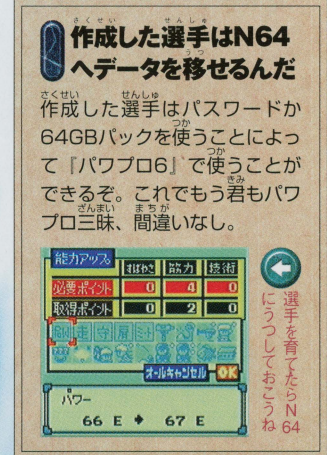 作成した選手はN64
へデータを移せるんだ
作成した選手はパスワードか
64GBパックを使うことによっ
て『パワプロ6』で使うことが
できるぞ。これでもう君もパワ
プロ三昧、間違いなし。
能力アップ
すばやさ 筋力 技術
必要ポイント 0 4 0
取得ポイント 0 2 0
オールキャンセル OK
パワー
66 E → 67 E
選手を育てたらN64
にうつしておこうね